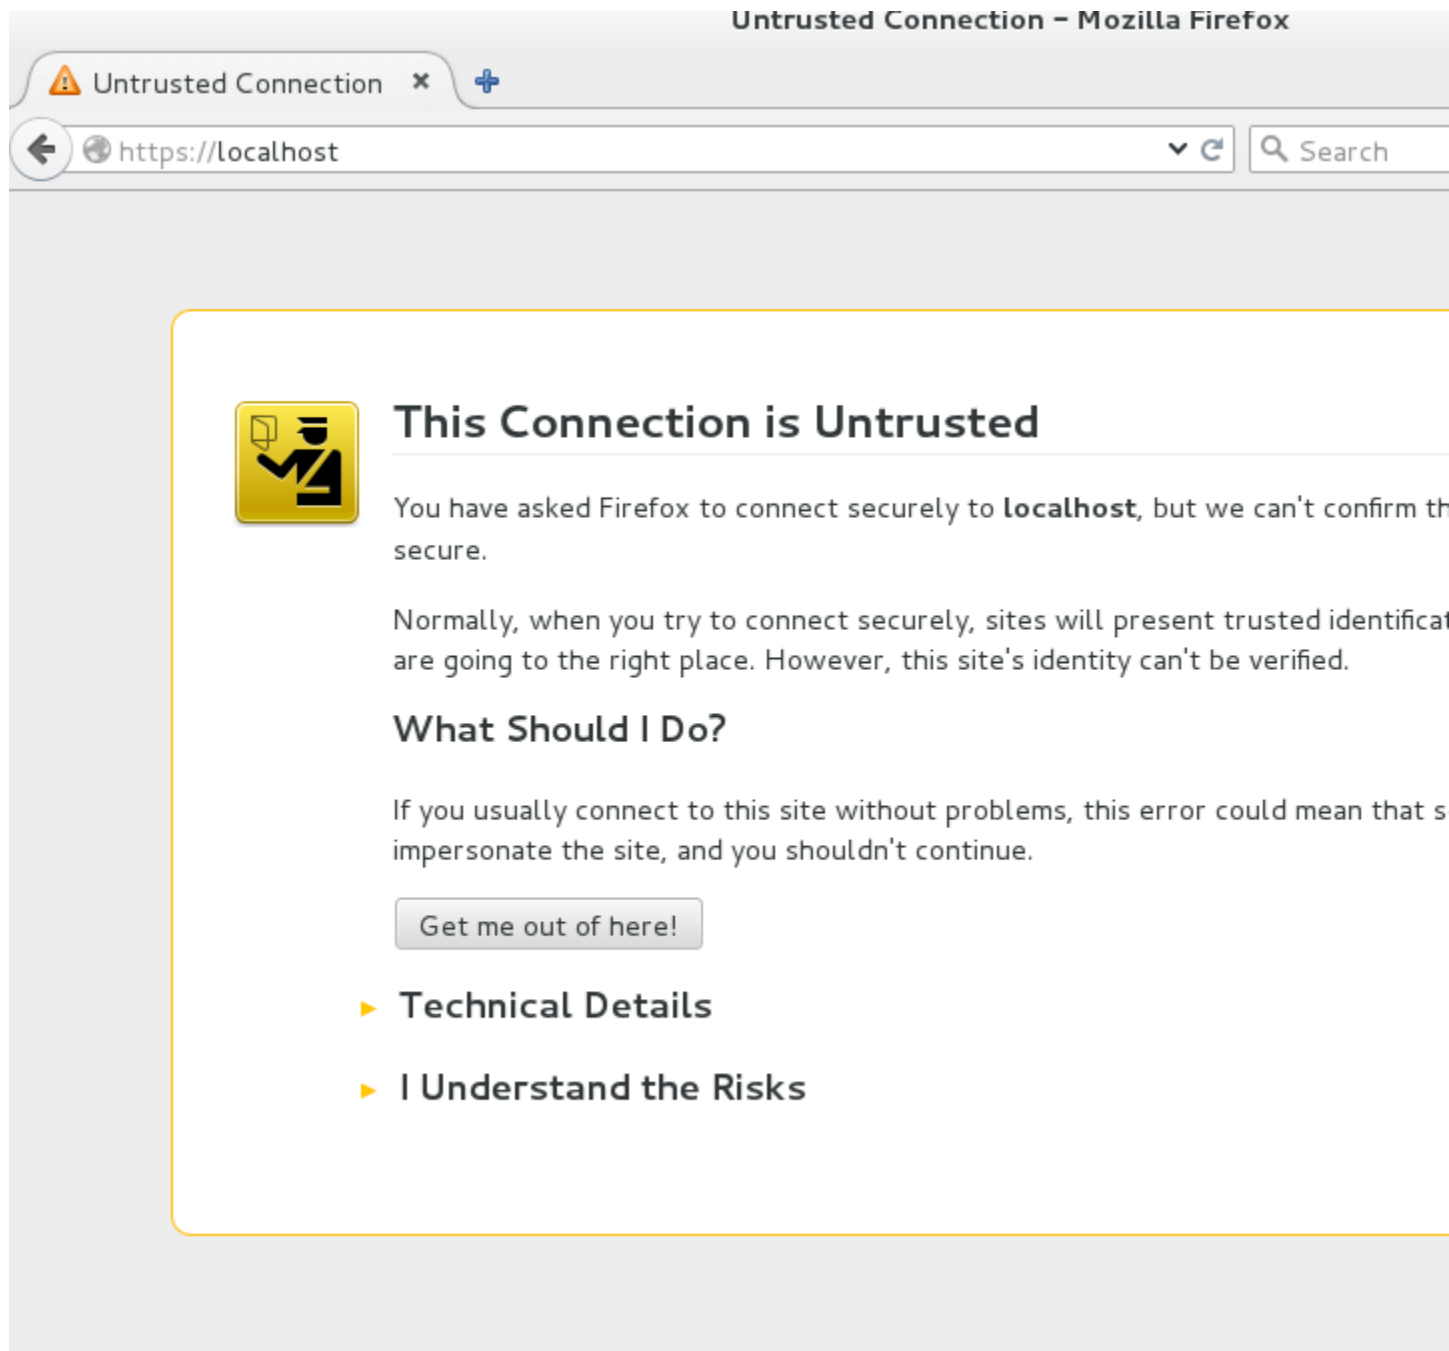 Untrusted Connection - Mozilla Firefox
Untrusted Connection
https://localhost
Search
This Connection is Untrusted
You have asked Firefox to connect securely to localhost, but we can't confirm th
secure.
Normally, when you try to connect securely, sites will present trusted identificat
are going to the right place. However, this site's identity can't be verified.
What Should I Do?
If you usually connect to this site without problems, this error could mean that s
impersonate the site, and you shouldn't continue.
Get me out of here!
Technical Details
I Understand the Risks